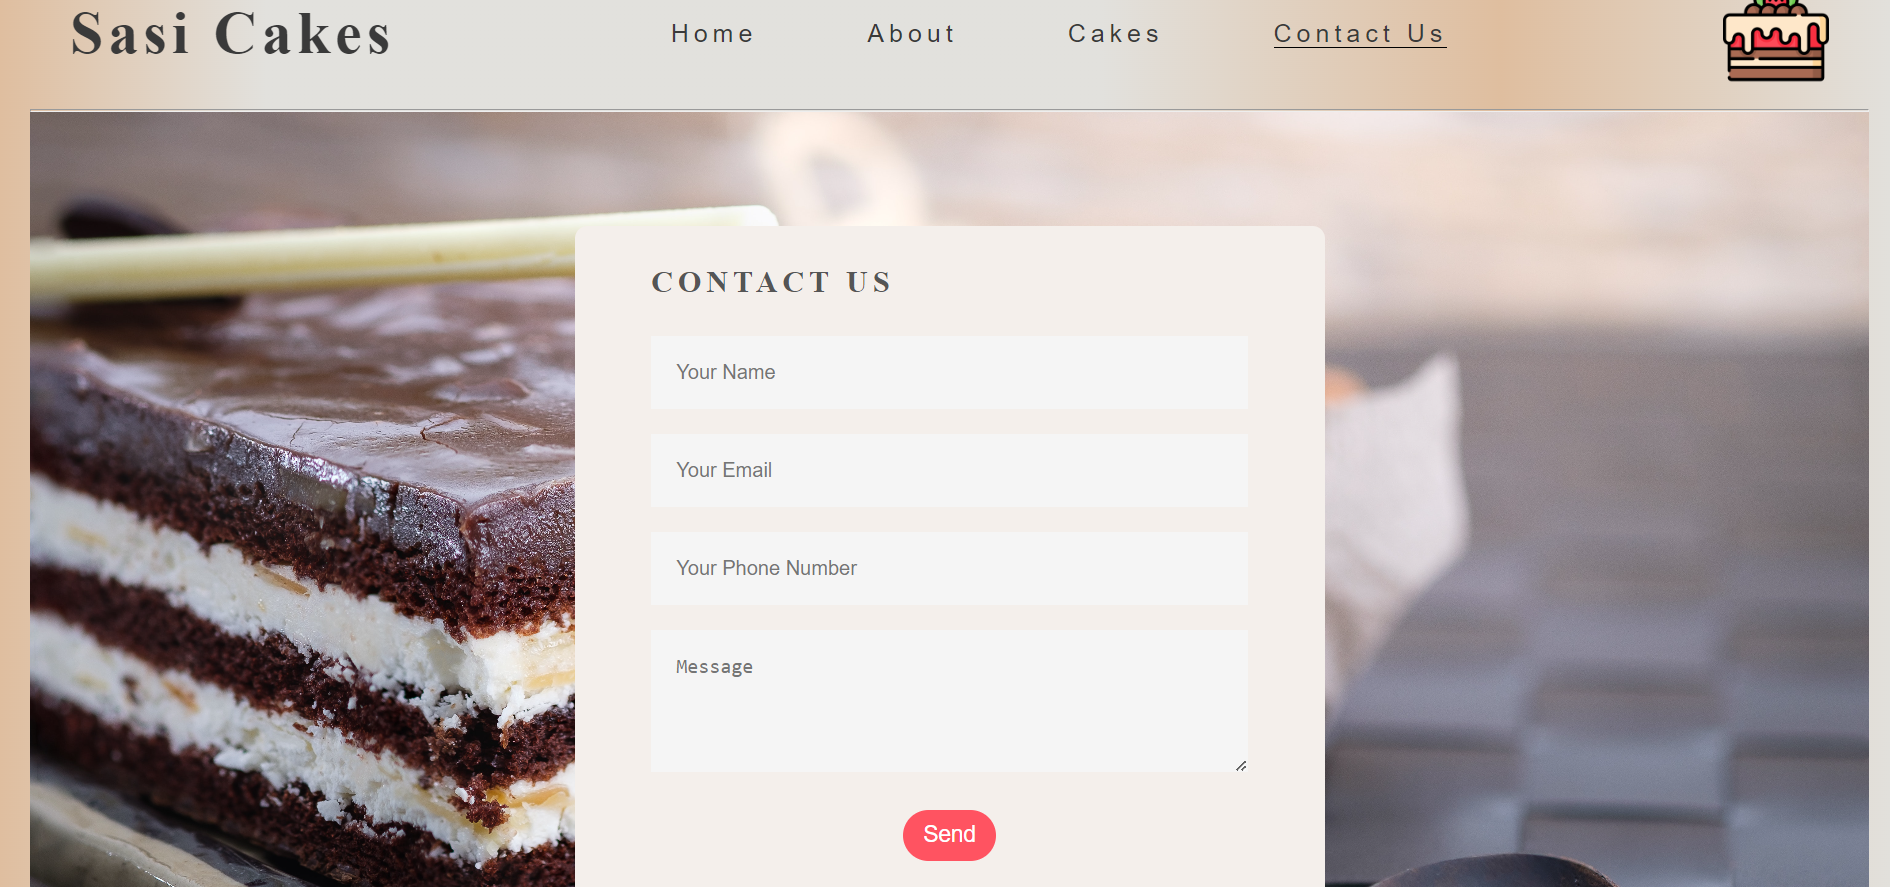 Sasi Cakes
Home
About
Cakes
Contact Us
CONTACT US
Your Name
Your Email
Your Phone Number
Message
Send